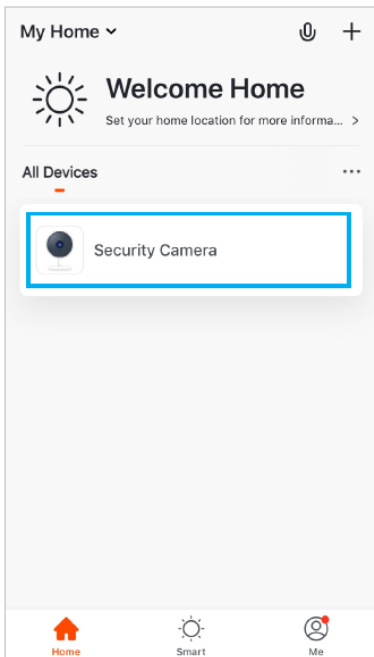 My Home
Welcome Home
Set your home location for more informa... >
All Devices
Security Camera
Home
Smart
Me